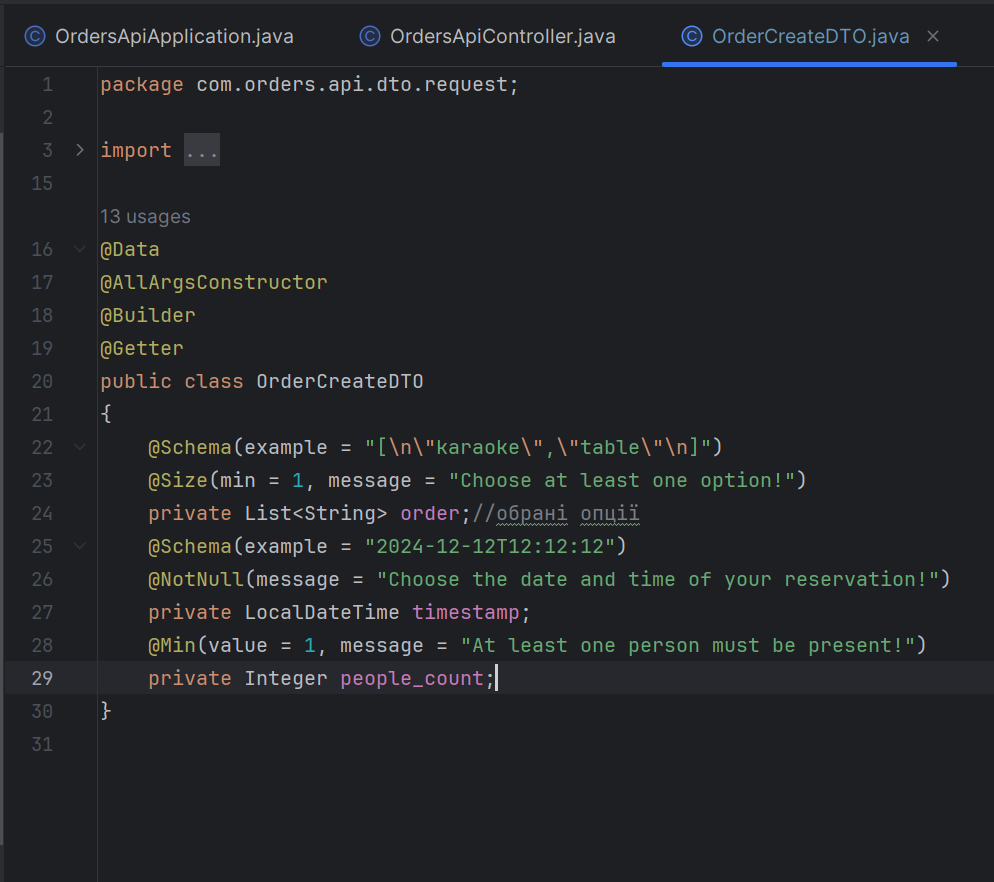 OrdersApiApplication.java OrdersApiController.java OrderCreateDTO.java
1 package com.orders.api.dto.request;
2
3 import ...
15
13 usages
16 @Data
17 @AllArgsConstructor
18 @Builder
19 @Getter
20 public class OrderCreateDTO
21 {
22 @Schema(example = "[\n\"karaoke\",\"table\"\n]")
23 @Size(min = 1, message = "Choose at least one option!")
24 private List<String> order;//обрані опції
25 @Schema(example = "2024-12-12T12:12:12")
26 @NotNull(message = "Choose the date and time of your reservation!")
27 private LocalDateTime timestamp;
28 @Min(value = 1, message = "At least one person must be present!")
29 private Integer people_count;
30 }
31